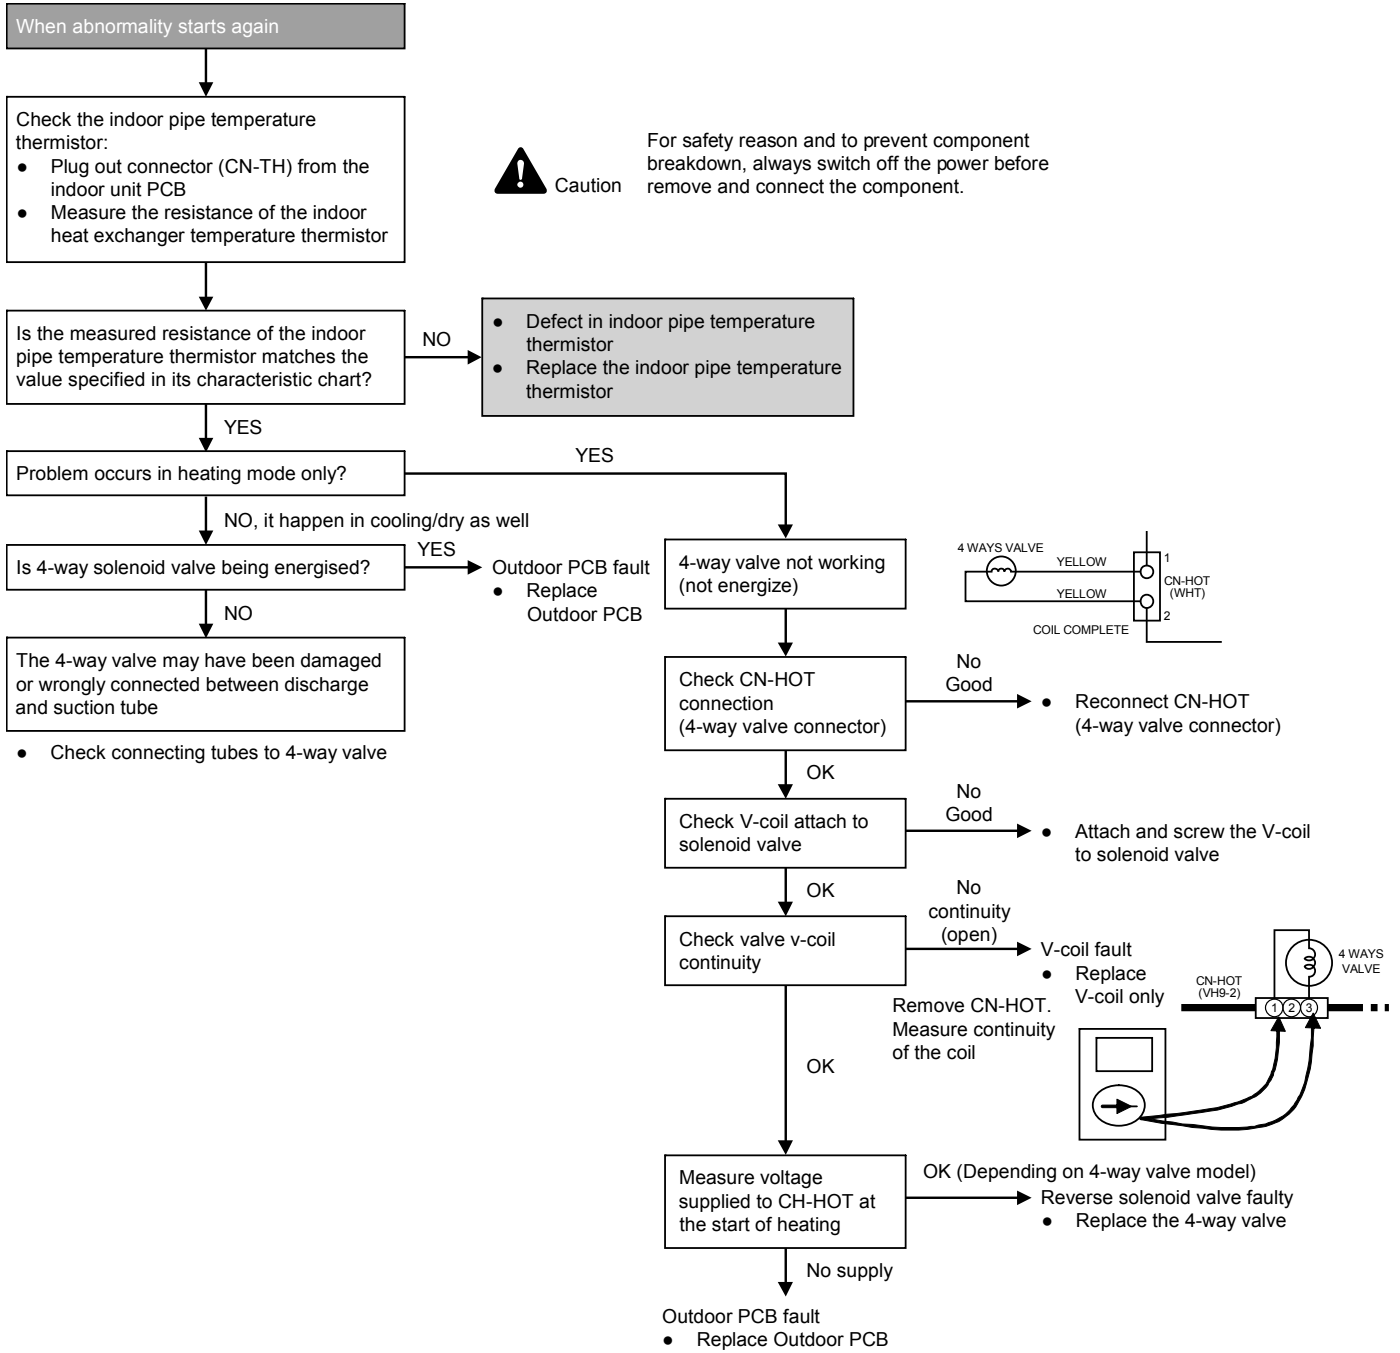 When abnormality starts again
Check the indoor pipe temperature
thermistor:
● Plug out connector (CN-TH) from the
indoor unit PCB
● Measure the resistance of the indoor
heat exchanger temperature thermistor
Caution
For safety reason and to prevent component
breakdown, always switch off the power before
remove and connect the component.
Is the measured resistance of the indoor
pipe temperature thermistor matches the
value specified in its characteristic chart?
NO
● Defect in indoor pipe temperature
thermistor
● Replace the indoor pipe temperature
thermistor
YES
Problem occurs in heating mode only?
YES
NO, it happen in cooling/dry as well
Is 4-way solenoid valve being energised?
YES
Outdoor PCB fault
● Replace
Outdoor PCB
NO
The 4-way valve may have been damaged
or wrongly connected between discharge
and suction tube
● Check connecting tubes to 4-way valve
4-way valve not working
(not energize)
4 WAYS VALVE
YELLOW
YELLOW
1
CN-HOT
(WHT)
2
COIL COMPLETE
Check CN-HOT
connection
(4-way valve connector)
No
Good
● Reconnect CN-HOT
(4-way valve connector)
OK
Check V-coil attach to
solenoid valve
No
Good
● Attach and screw the V-coil
to solenoid valve
OK
Check valve v-coil
continuity
No
continuity
(open)
V-coil fault
● Replace
V-coil only
Remove CN-HOT.
Measure continuity
of the coil
CN-HOT
(VH9-2)
4 WAYS
VALVE
1 2 3
OK
Measure voltage
supplied to CH-HOT at
the start of heating
OK (Depending on 4-way valve model)
Reverse solenoid valve faulty
● Replace the 4-way valve
No supply
Outdoor PCB fault
● Replace Outdoor PCB